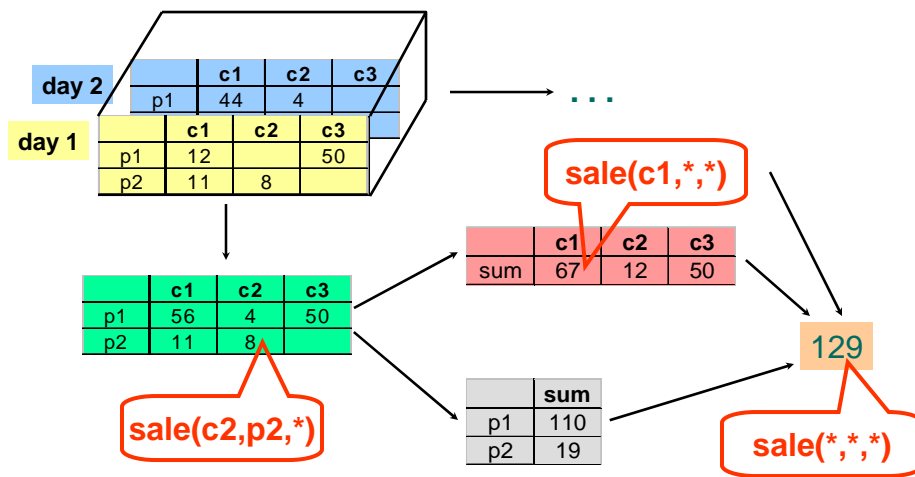 day 2
c1 c2 c3
p1 44 4
. . .
day 1
c1 c2 c3
p1 12 50
p2 11 8
sale(c1,*,*)
c1 c2 c3
sum 67 12 50
c1 c2 c3
p1 56 4 50
p2 11 8
129
sale(c2,p2,*)
sum
p1 110
p2 19
sale(*,*,*)